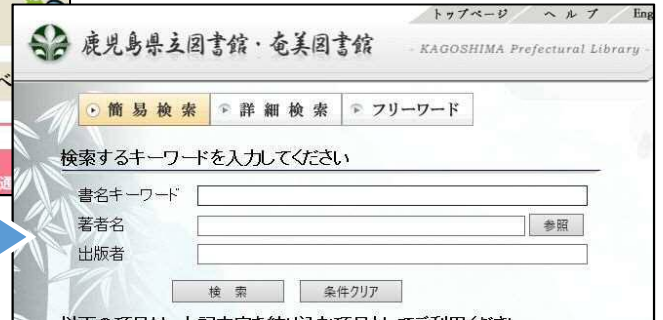 トップページ ヘルプ Eng
鹿児島県立図書館・奄美図書館 - KAGOSHIMA Prefectural Library -
簡易検索 詳細検索 フリーワード
検索するキーワードを入力してください
書名キーワード
著者名 参照
出版者
検索 条件クリア